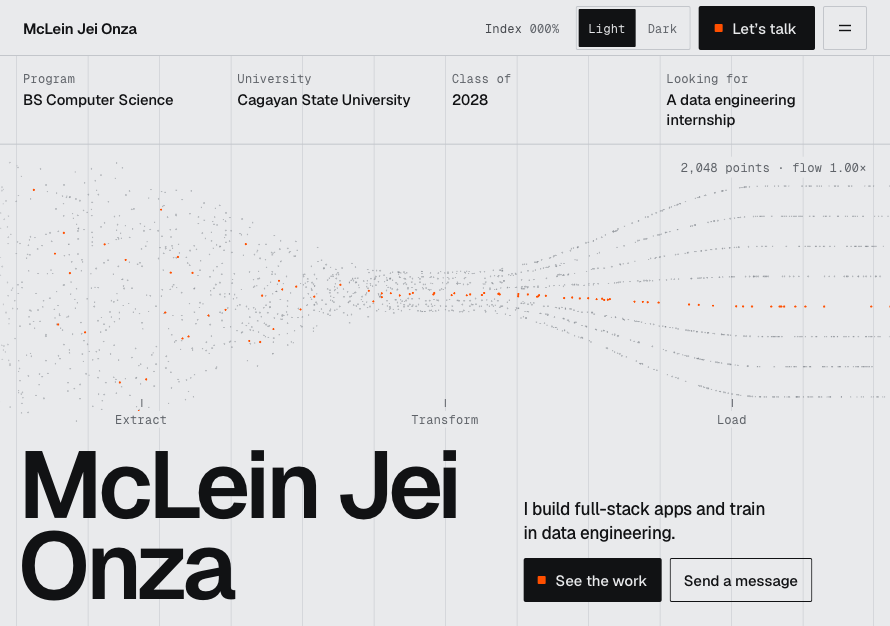 McLein Jei Onza
Index 000%
Light
Dark
Let's talk
Program
BS Computer Science
University
Cagayan State University
Class of
2028
Looking for
A data engineering
internship
2,048 points · flow 1.00×
Extract
Transform
Load
McLein Jei
Onza
I build full-stack apps and train
in data engineering.
See the work
Send a message